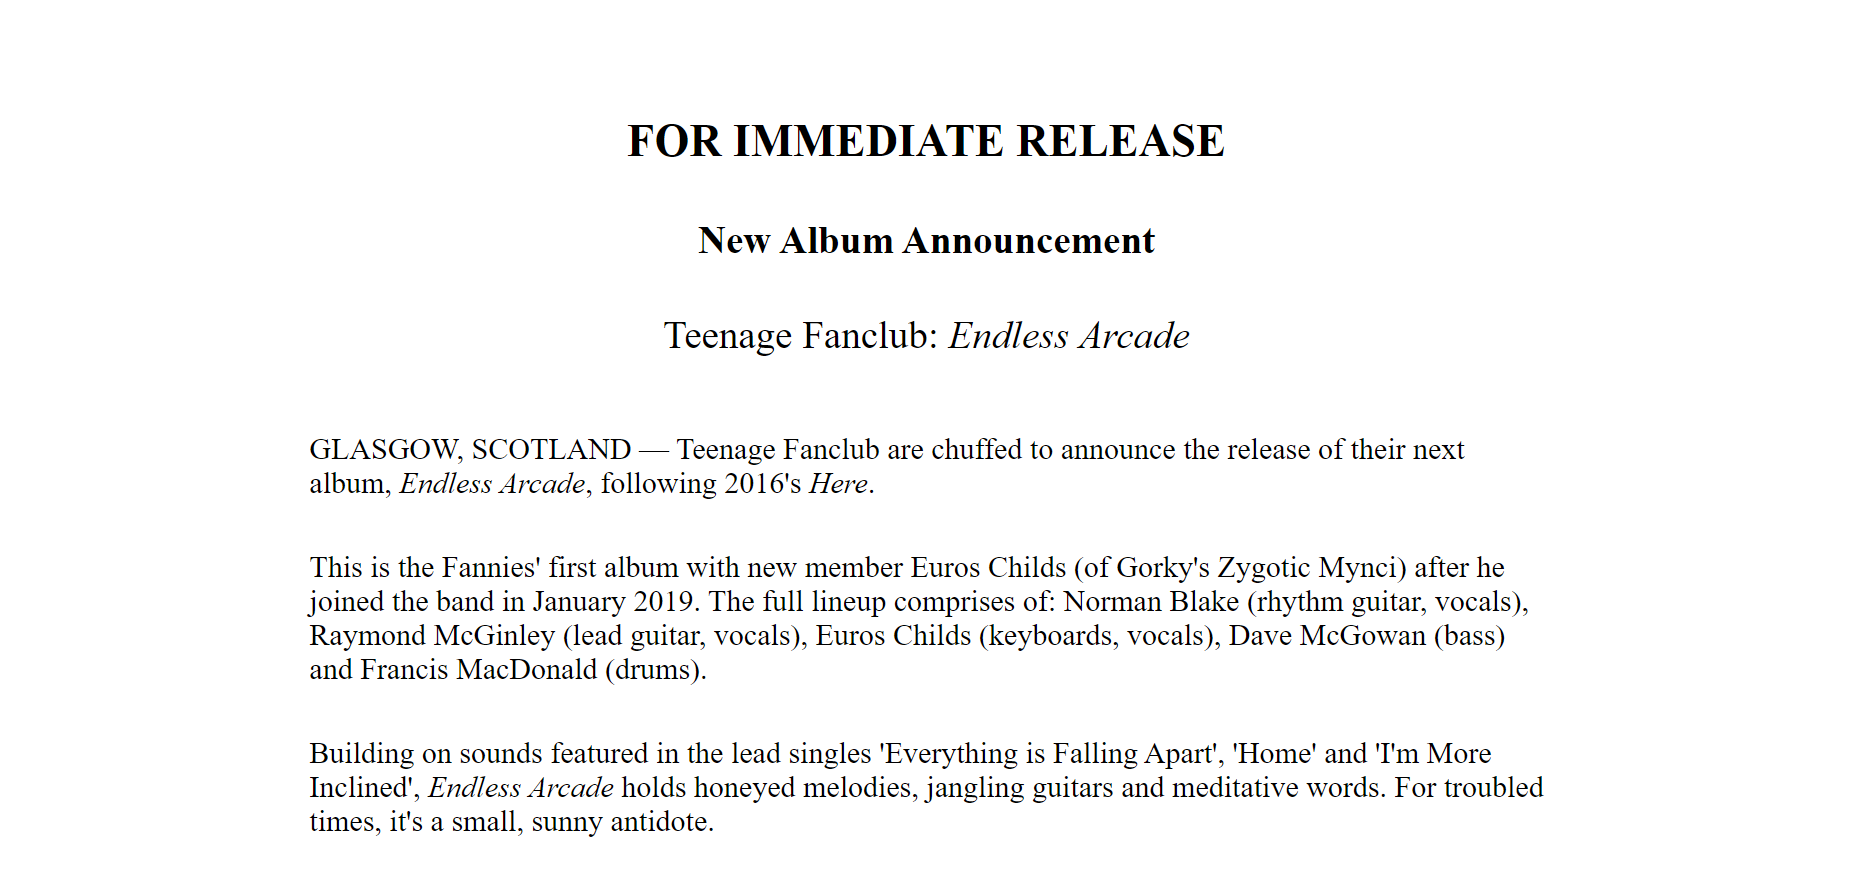 FOR IMMEDIATE RELEASE
New Album Announcement
Teenage Fanclub: Endless Arcade
GLASGOW, SCOTLAND — Teenage Fanclub are chuffed to announce the release of their next
album, Endless Arcade, following 2016's Here.
This is the Fannies' first album with new member Euros Childs (of Gorky's Zygotic Mynci) after he
joined the band in January 2019. The full lineup comprises of: Norman Blake (rhythm guitar, vocals),
Raymond McGinley (lead guitar, vocals), Euros Childs (keyboards, vocals), Dave McGowan (bass)
and Francis MacDonald (drums).
Building on sounds featured in the lead singles 'Everything is Falling Apart', 'Home' and 'I'm More
Inclined', Endless Arcade holds honeyed melodies, jangling guitars and meditative words. For troubled
times, it's a small, sunny antidote.